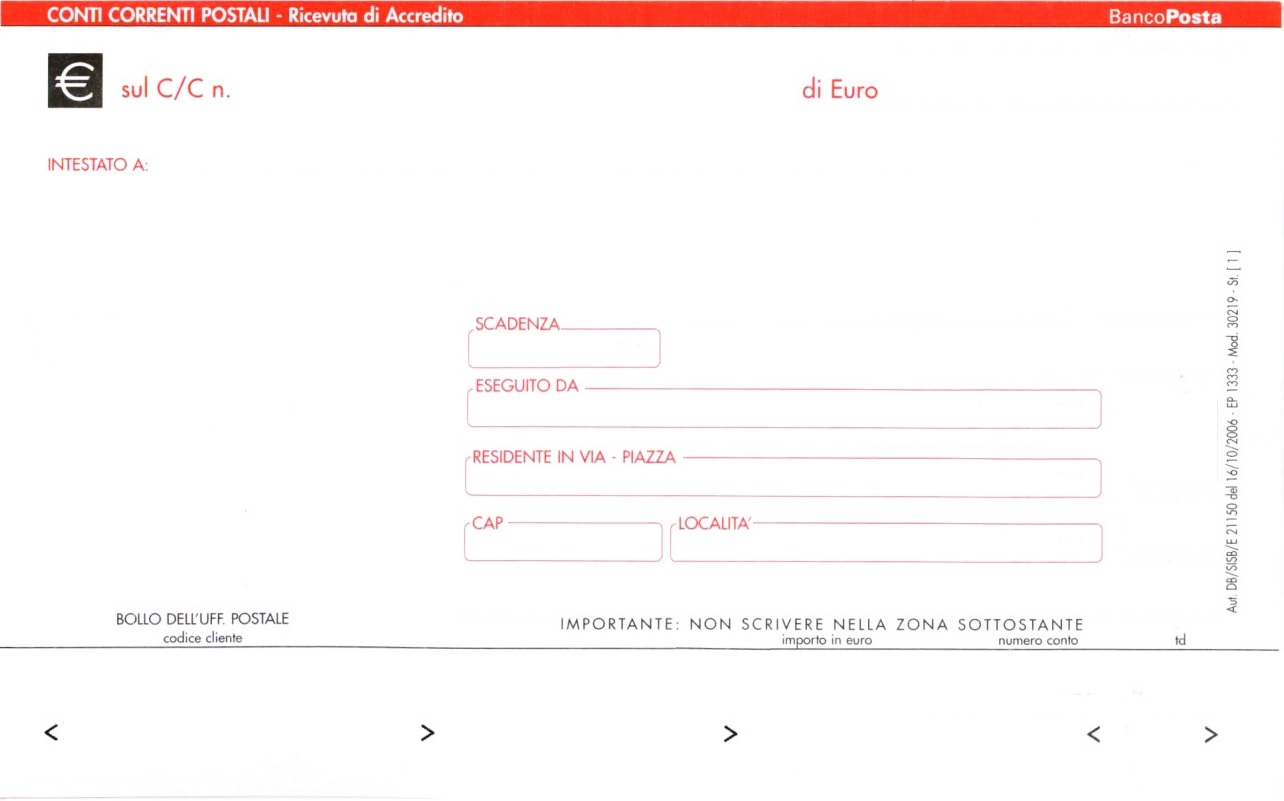 CONTI CORRENTI POSTALI - Ricevuta di Accredito BancoPosta
€ sul C/C n. di Euro
INTESTATO A:
SCADENZA
ESEGUITO DA
RESIDENTE IN VIA - PIAZZA
CAP LOCALITA'
Aut. DB/SISB/E 21150 del 16/10/2006 - EP 1333 - Mod. 30219 - St. [ 1 ]
BOLLO DELL'UFF. POSTALE
codice cliente
IMPORTANTE: NON SCRIVERE NELLA ZONA SOTTOSTANTE
importo in euro numero conto td
< > > < >